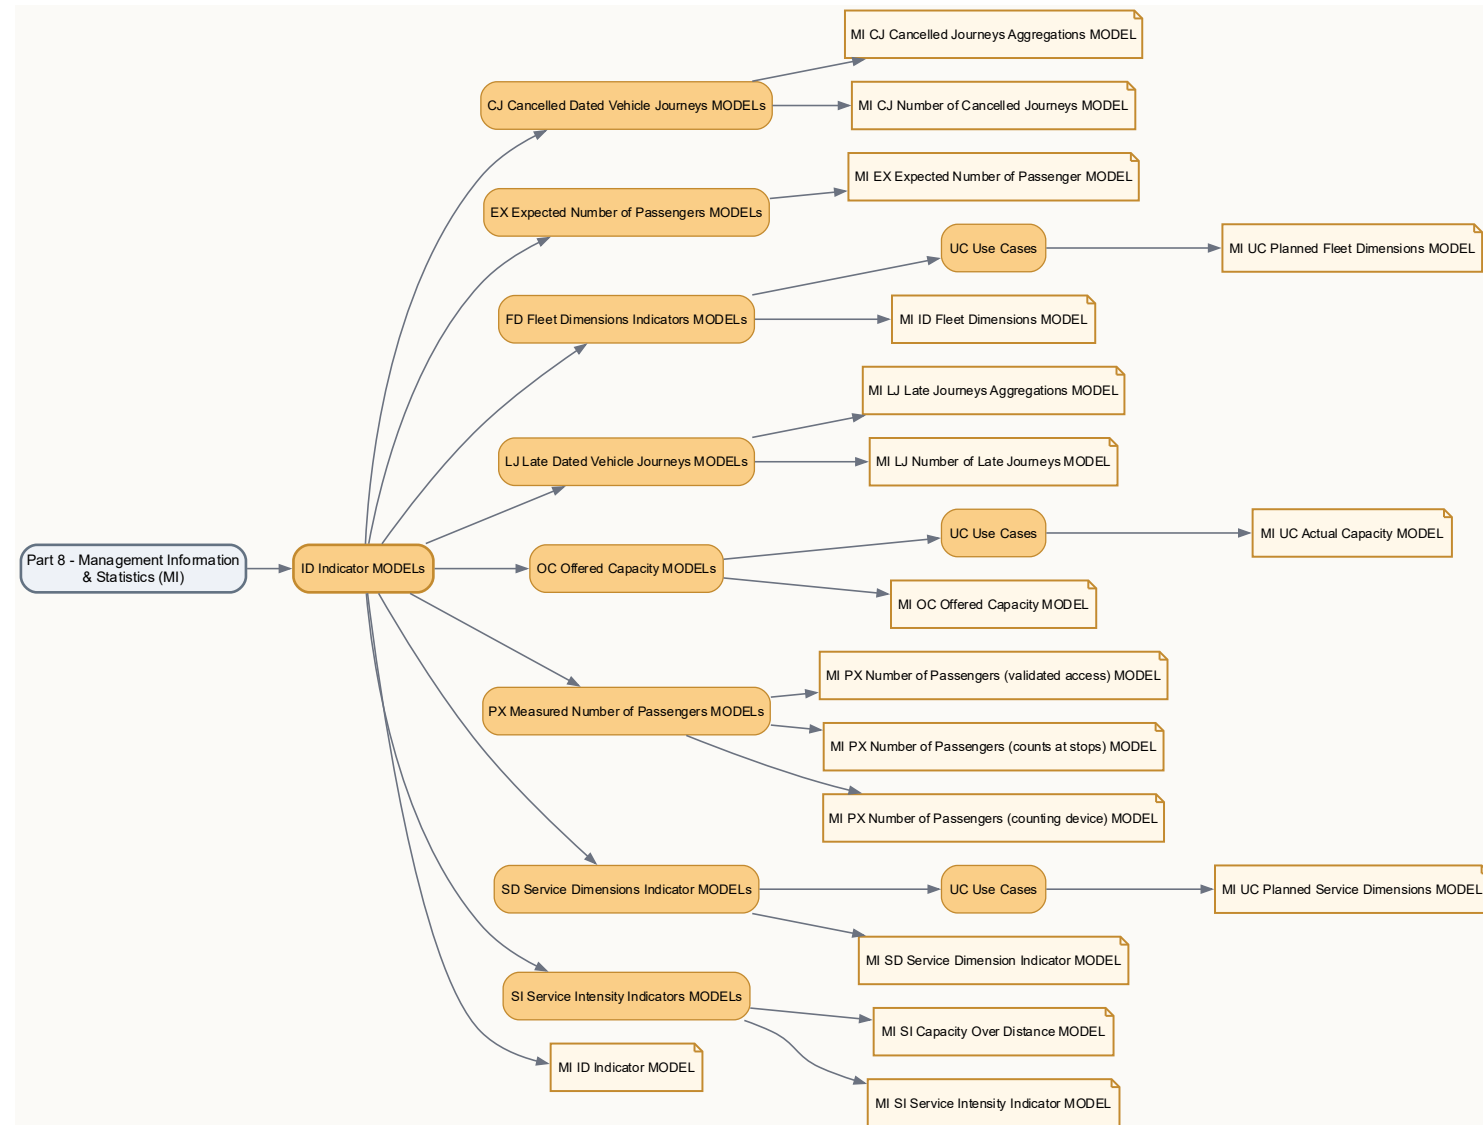 MI CJ Cancelled Journeys Aggregations MODEL
CJ Cancelled Dated Vehicle Journeys MODELs
MI CJ Number of Cancelled Journeys MODEL
MI EX Expected Number of Passenger MODEL
EX Expected Number of Passengers MODELs
UC Use Cases
MI UC Planned Fleet Dimensions MODEL
FD Fleet Dimensions Indicators MODELs
MI ID Fleet Dimensions MODEL
MI LJ Late Journeys Aggregations MODEL
LJ Late Dated Vehicle Journeys MODELs
MI LJ Number of Late Journeys MODEL
UC Use Cases
MI UC Actual Capacity MODEL
Part 8 - Management Information
& Statistics (MI)
ID Indicator MODELs
OC Offered Capacity MODELs
MI OC Offered Capacity MODEL
MI PX Number of Passengers (validated access) MODEL
PX Measured Number of Passengers MODELs
MI PX Number of Passengers (counts at stops) MODEL
MI PX Number of Passengers (counting device) MODEL
SD Service Dimensions Indicator MODELs
UC Use Cases
MI UC Planned Service Dimensions MODEL
MI SD Service Dimension Indicator MODEL
SI Service Intensity Indicators MODELs
MI SI Capacity Over Distance MODEL
MI ID Indicator MODEL
MI SI Service Intensity Indicator MODEL